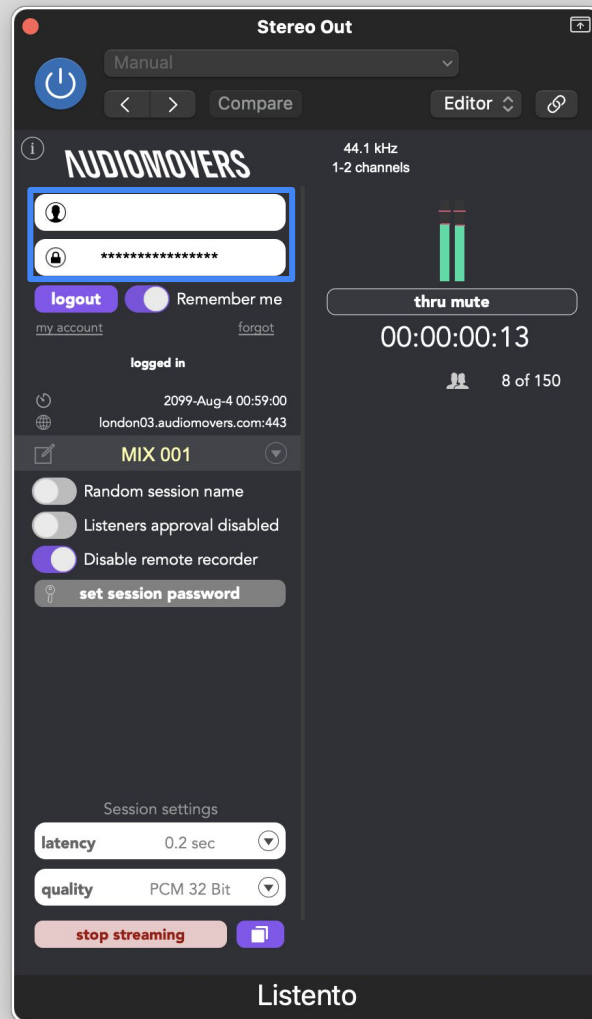 Stereo Out
Manual
Compare
Editor
AUDIOMOVERS
44.1 kHz
1-2 channels
****************
logout
Remember me
my account
forgot
logged in
2099-Aug-4 00:59:00
london03.audiomovers.com:443
MIX 001
Random session name
Listeners approval disabled
Disable remote recorder
set session password
Session settings
latency 0.2 sec
quality PCM 32 Bit
stop streaming
thru mute
00:00:00:13
8 of 150
Listento